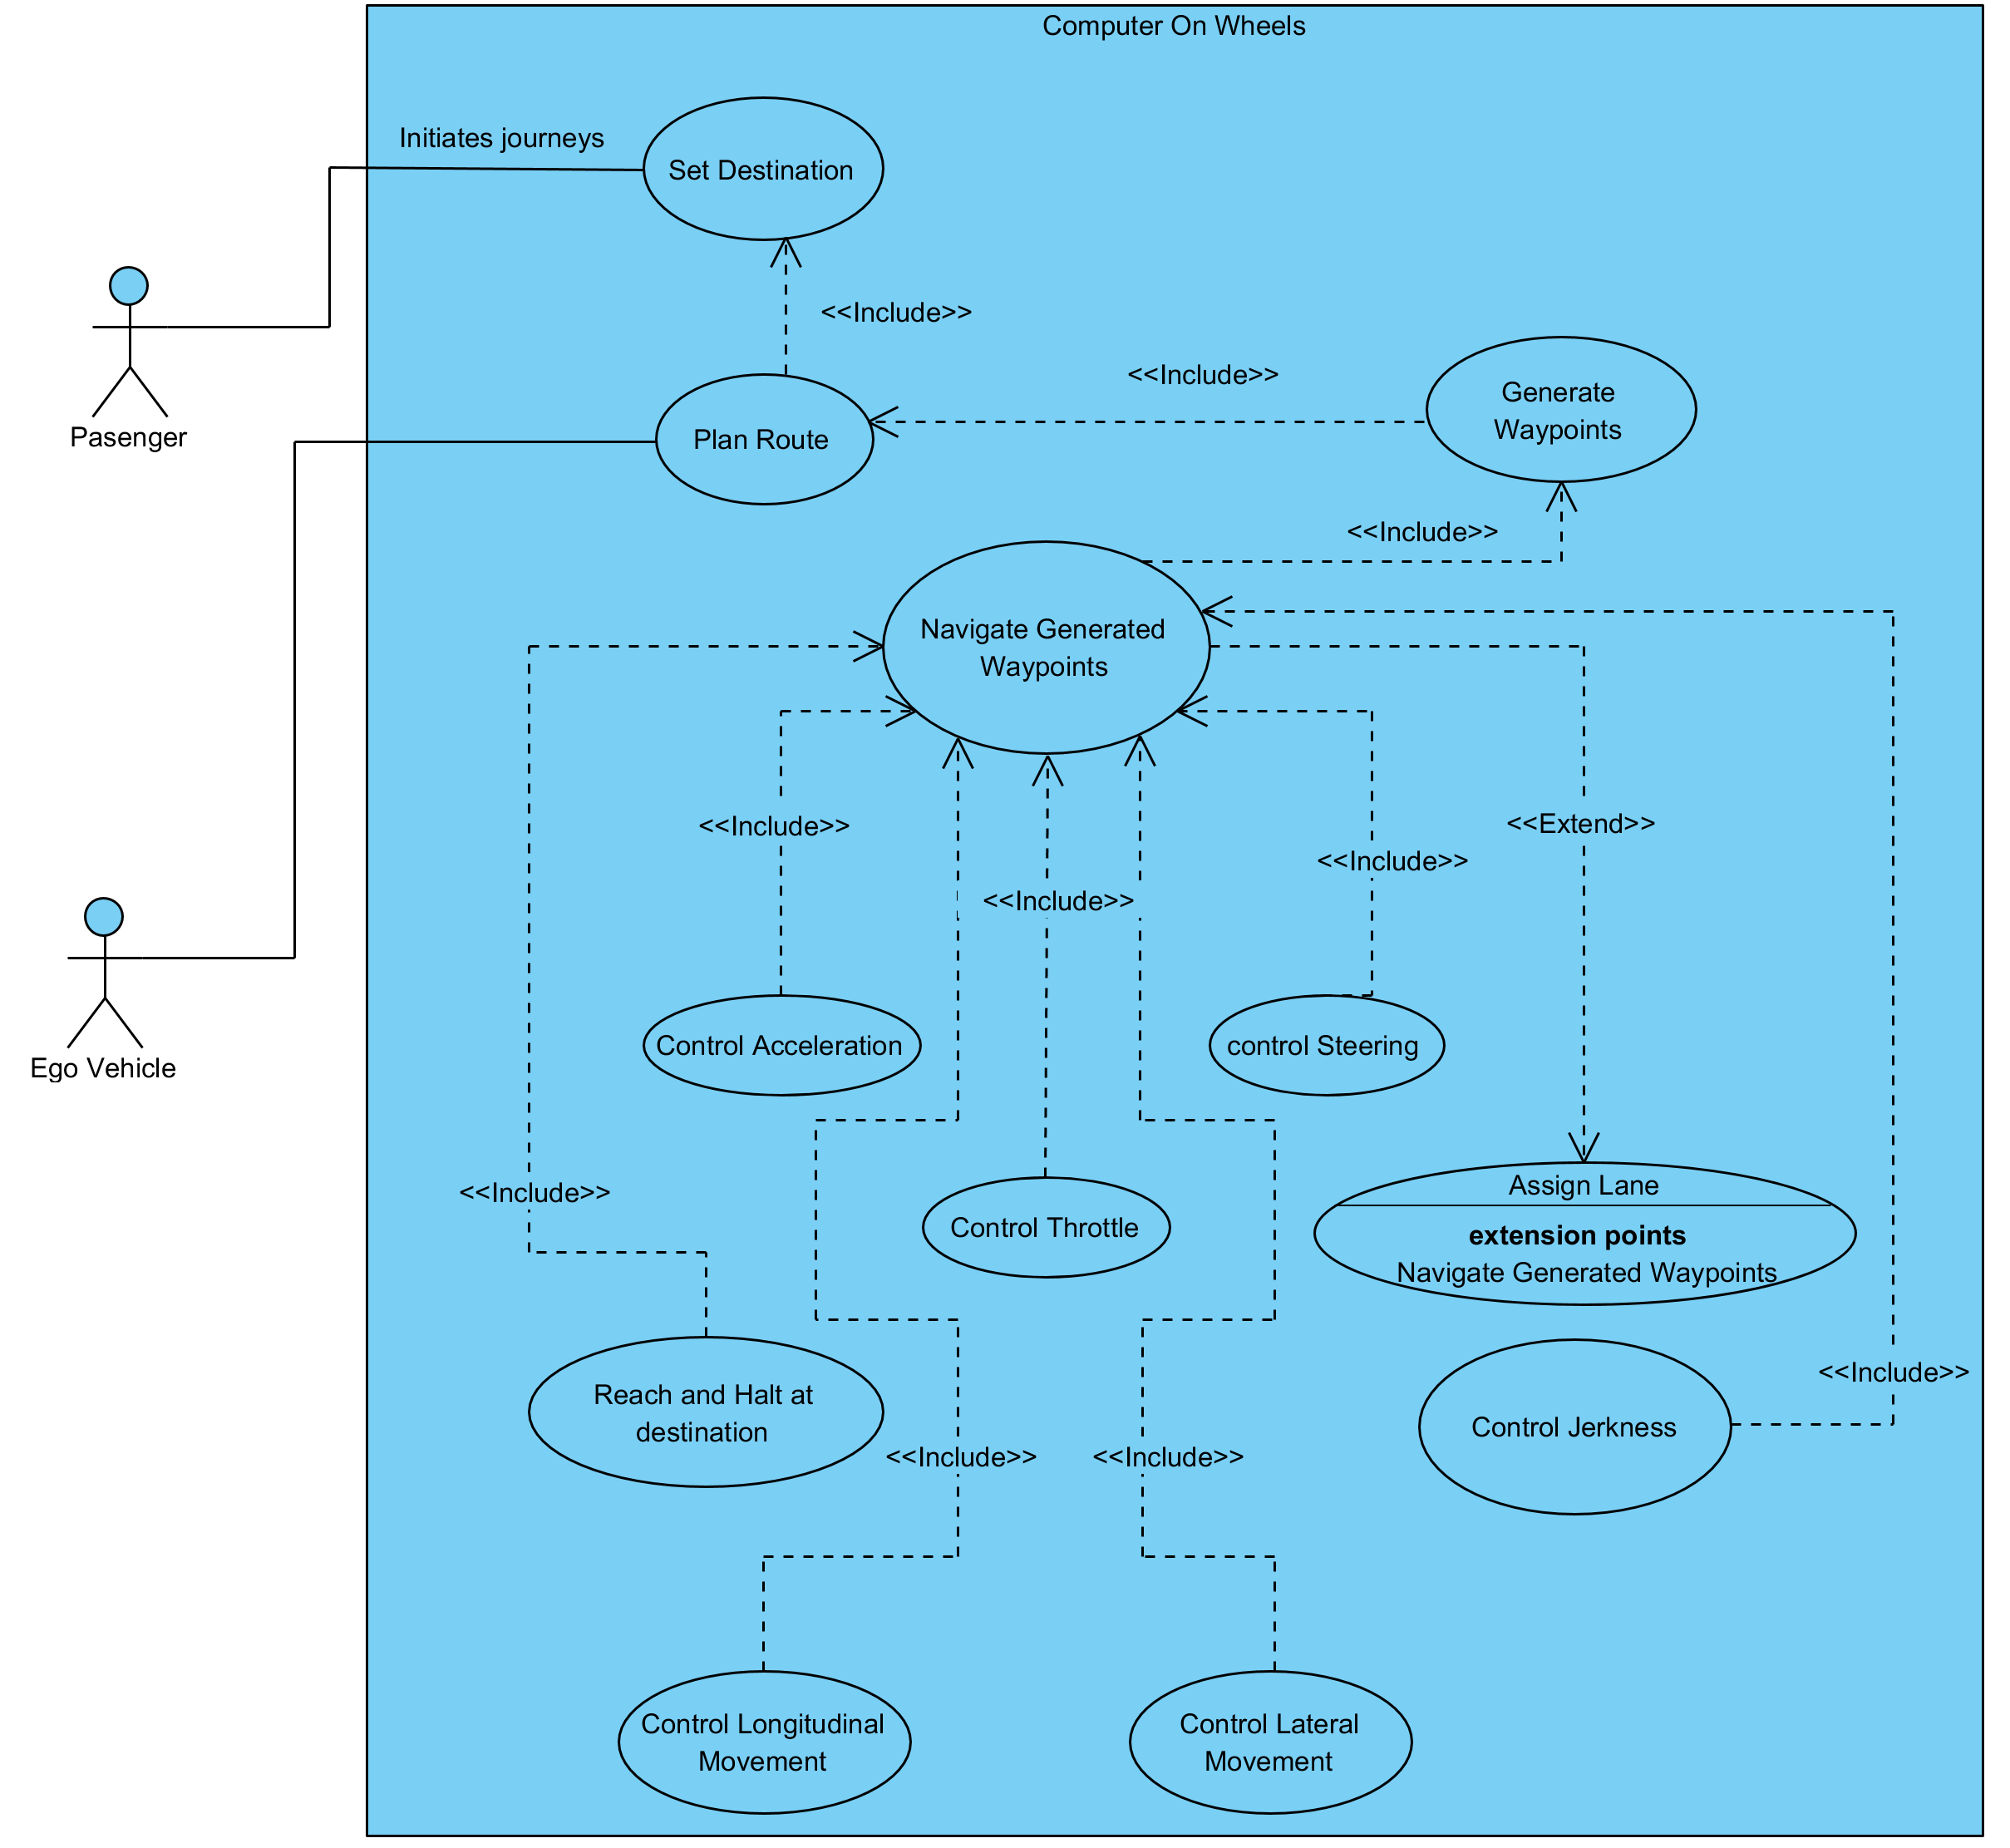 Computer On Wheels
Initiates journeys
Set Destination
<<Include>>
<<Include>>
Generate
Waypoints
Pasenger
Plan Route
<<Include>>
Navigate Generated
Waypoints
<<Include>>
<<Extend>>
<<Include>>
<<Include>>
Control Acceleration
control Steering
Ego Vehicle
<<Include>>
Control Throttle
Assign Lane
extension points
Navigate Generated Waypoints
<<Include>>
Reach and Halt at
destination
Control Jerkness
<<Include>>
<<Include>>
Control Longitudinal
Movement
Control Lateral
Movement